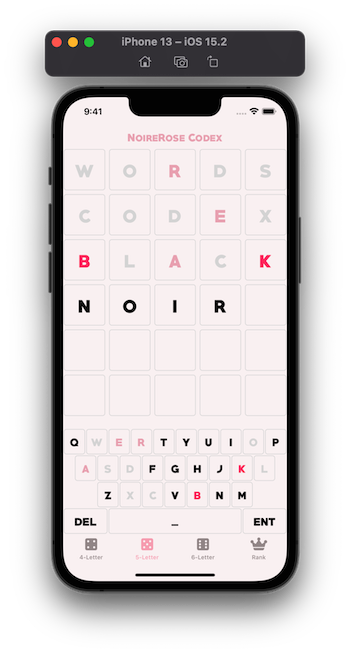 iPhone 13 – iOS 15.2
9:41
NoireRose Codex
W O R D S
C O D E X
B L A C K
N O I R
Q W E R T Y U I O P
A S D F G H J K L
Z X C V B N M
DEL _ ENT
4-Letter 5-Letter 6-Letter Rank